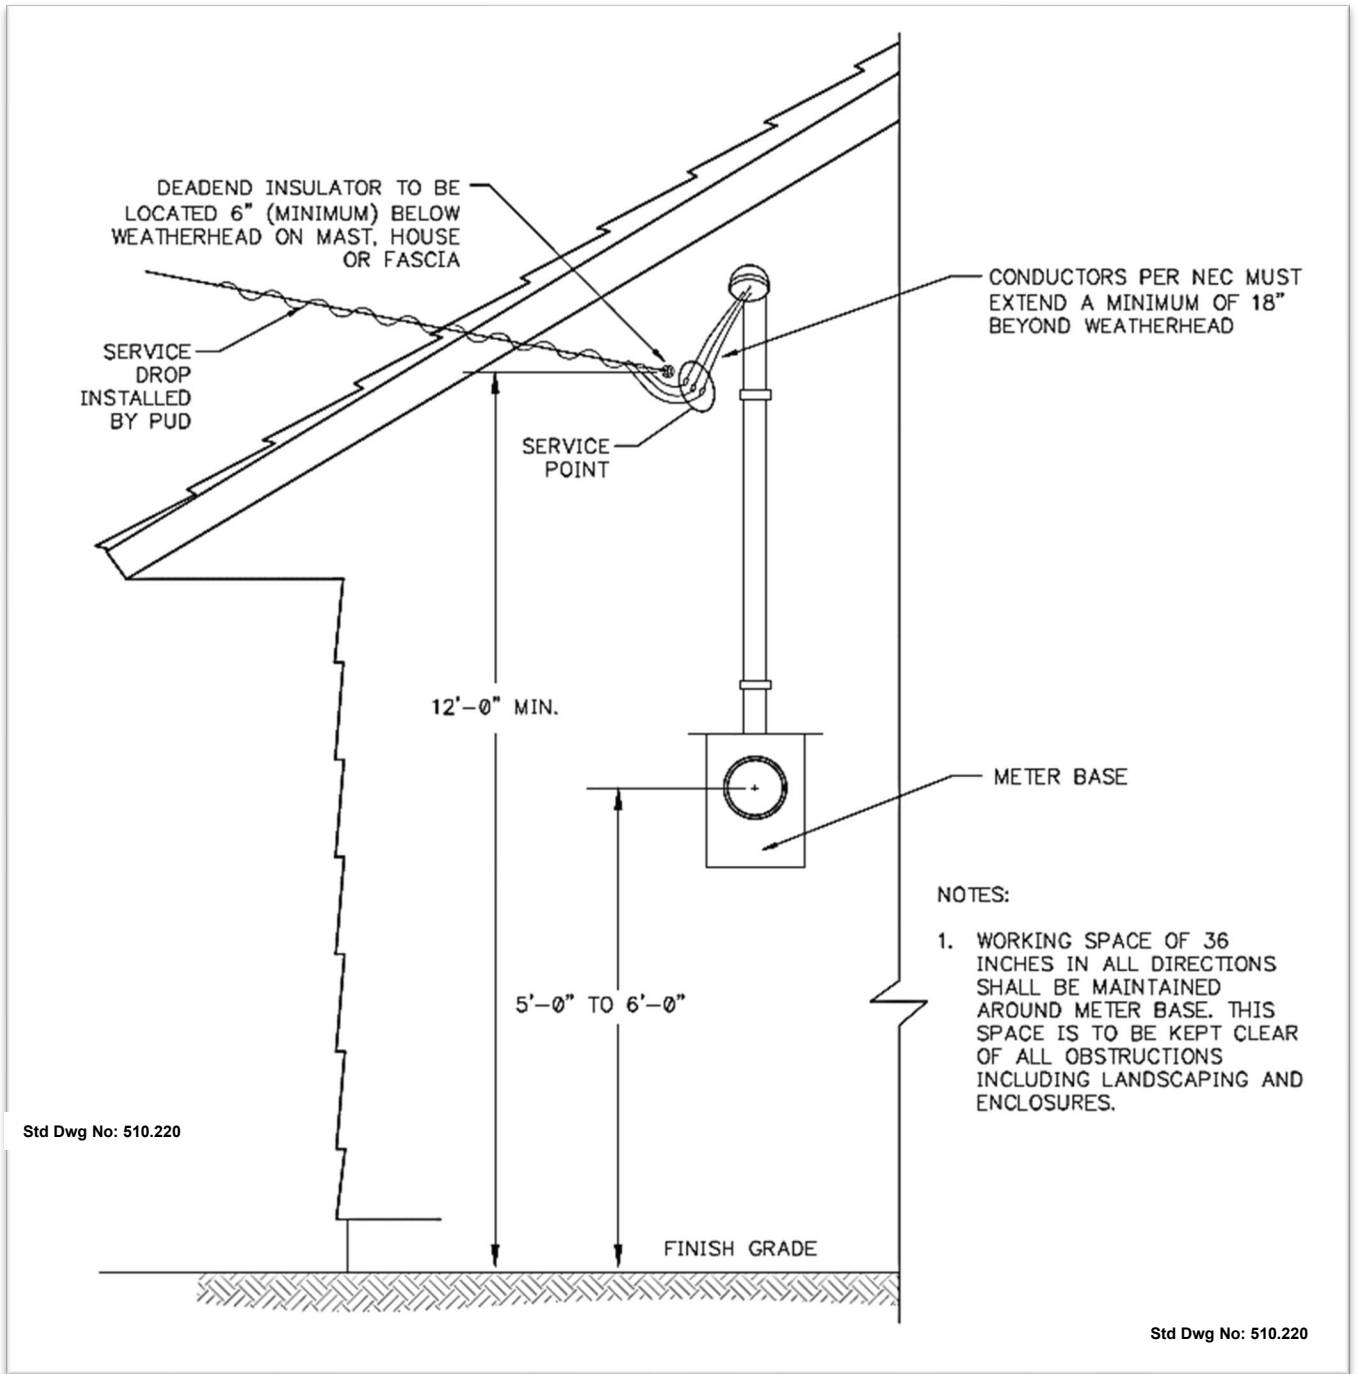 DEADEND INSULATOR TO BE
LOCATED 6" (MINIMUM) BELOW
WEATHERHEAD ON MAST, HOUSE
OR FASCIA
CONDUCTORS PER NEC MUST
EXTEND A MINIMUM OF 18"
BEYOND WEATHERHEAD
SERVICE
DROP
INSTALLED
BY PUD
SERVICE
POINT
12'-0" MIN.
METER BASE
5'-0" TO 6'-0"
NOTES:
1. WORKING SPACE OF 36
INCHES IN ALL DIRECTIONS
SHALL BE MAINTAINED
AROUND METER BASE. THIS
SPACE IS TO BE KEPT CLEAR
OF ALL OBSTRUCTIONS
INCLUDING LANDSCAPING AND
ENCLOSURES.
Std Dwg No: 510.220
FINISH GRADE
Std Dwg No: 510.220